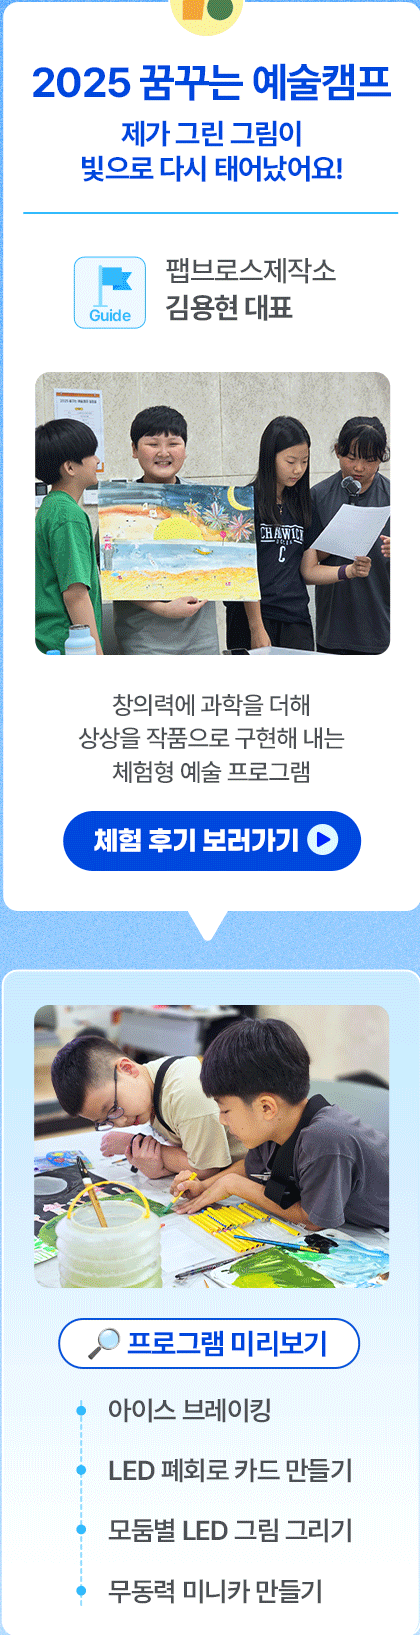 2025 꿈꾸는 예술캠프
제가 그린 그림이
빛으로 다시 태어났어요!
Guide
팹브로스제작소
김용현 대표
CHADWICK
C
창의력에 과학을 더해
상상을 작품으로 구현해 내는
체험형 예술 프로그램
체험 후기 보러가기
프로그램 미리보기
아이스 브레이킹
LED 폐회로 카드 만들기
모둠별 LED 그림 그리기
무동력 미니카 만들기